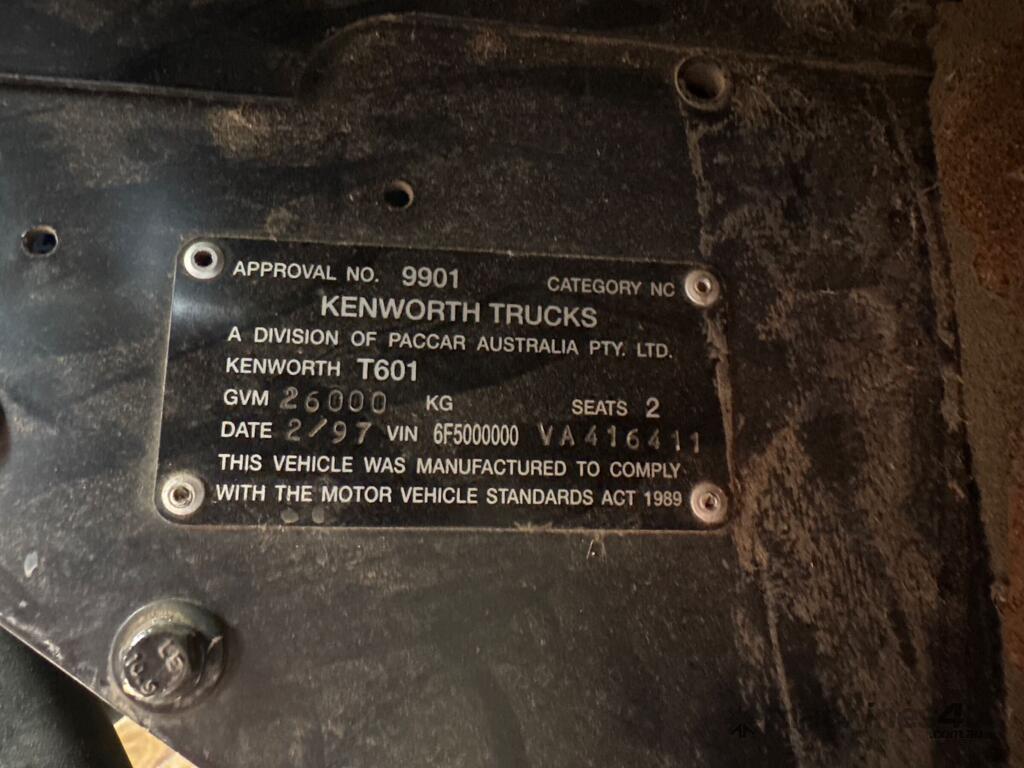 APPROVAL NO. 9901 CATEGORY NC
KENWORTH TRUCKS
A DIVISION OF PACCAR AUSTRALIA PTY. LTD.
KENWORTH T601
GVM 26000 KG SEATS 2
DATE 2/97 VIN 6F5000000 VA416411
THIS VEHICLE WAS MANUFACTURED TO COMPLY
WITH THE MOTOR VEHICLE STANDARDS ACT 1989
10.9